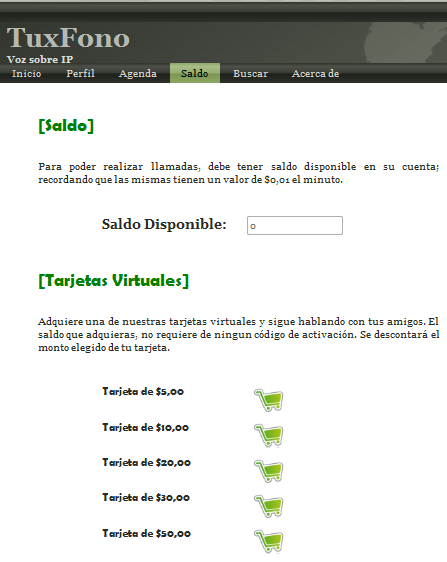 TuxFono
Voz sobre IP
Inicio Perfil Agenda Saldo Buscar Acerca de
[Saldo]
Para poder realizar llamadas, debe tener saldo disponible en su cuenta;
recordando que las mismas tienen un valor de $0,01 el minuto.
Saldo Disponible: 0
[Tarjetas Virtuales]
Adquiere una de nuestras tarjetas virtuales y sigue hablando con tus amigos. El
saldo que adquieras, no requiere de ningun código de activación. Se descontará el
monto elegido de tu tarjeta.
Tarjeta de $5,00
Tarjeta de $10,00
Tarjeta de $20,00
Tarjeta de $30,00
Tarjeta de $50,00